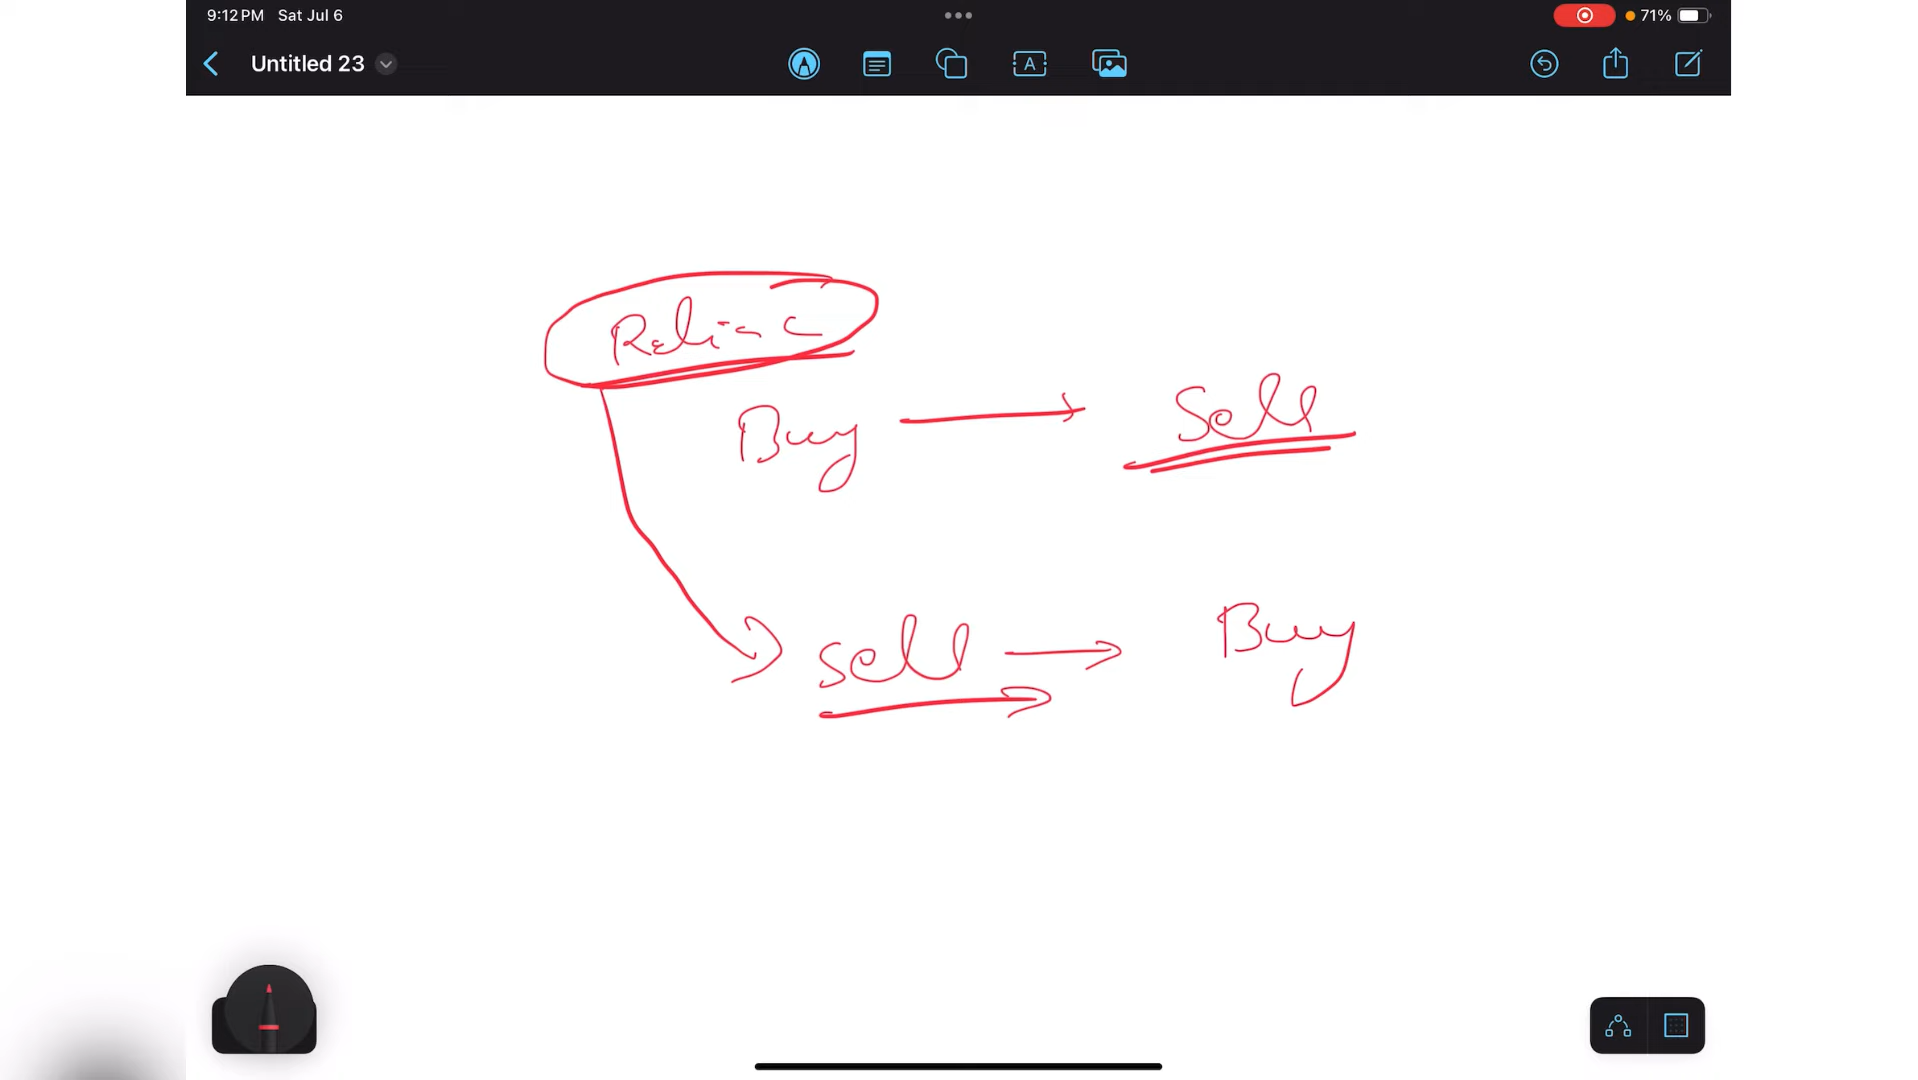 9:12 PM Sat Jul 6
71%
Untitled 23
A
Buy → Sell
Sell → Buy